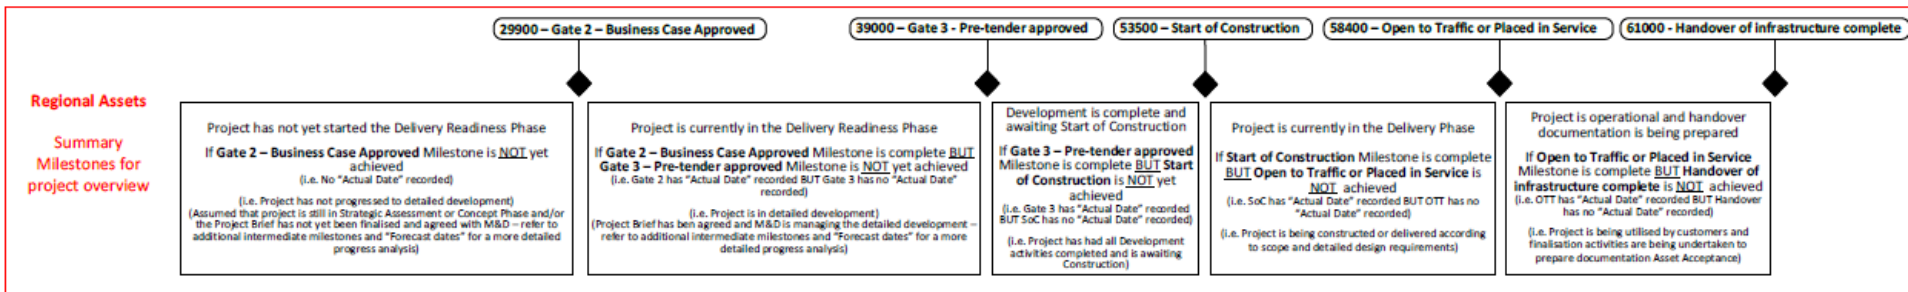 29900 – Gate 2 – Business Case Approved
39000 – Gate 3 - Pre-tender approved
53500 – Start of Construction
58400 – Open to Traffic or Placed in Service
61000 - Handover of infrastructure complete
Regional Assets
Summary
Milestones for
project overview
Project has not yet started the Delivery Readiness Phase
If Gate 2 – Business Case Approved Milestone is NOT yet
achieved
(i.e. No “Actual Date” recorded)
(i.e. Project has not progressed to detailed development)
(Assumed that project is still in Strategic Assessment or Concept Phase and/or
the Project Brief has not yet been finalised and agreed with M&D – refer to
additional intermediate milestones and “Forecast dates” for a more detailed
progress analysis)
Project is currently in the Delivery Readiness Phase
If Gate 2 – Business Case Approved Milestone is complete BUT
Gate 3 – Pre-tender approved Milestone is NOT yet achieved
(i.e. Gate 2 has “Actual Date” recorded BUT Gate 3 has no “Actual Date”
recorded)
(i.e. Project is in detailed development)
(Project Brief has ben agreed and M&D is managing the detailed development –
refer to additional intermediate milestones and “Forecast dates” for a more
detailed progress analysis)
Development is complete and
awaiting Start of Construction
If Gate 3 – Pre-tender approved
Milestone is complete BUT Start
of Construction is NOT yet
achieved
(i.e. Gate 3 has “Actual Date” recorded
BUT SoC has no “Actual Date” recorded)
(i.e. Project has had all Development
activities completed and is awaiting
Construction)
Project is currently in the Delivery Phase
If Start of Construction Milestone is complete
BUT Open to Traffic or Placed in Service is
NOT achieved
(i.e. SoC has “Actual Date” recorded BUT OTT has no
“Actual Date” recorded)
(i.e. Project is being constructed or delivered according
to scope and detailed design requirements)
Project is operational and handover
documentation is being prepared
If Open to Traffic or Placed in Service
Milestone is complete BUT Handover of
infrastructure complete is NOT achieved
(i.e. OTT has “Actual Date” recorded BUT Handover
has no “Actual Date” recorded)
(i.e. Project is being utilised by customers and
finalisation activities are being undertaken to
prepare documentation Asset Acceptance)